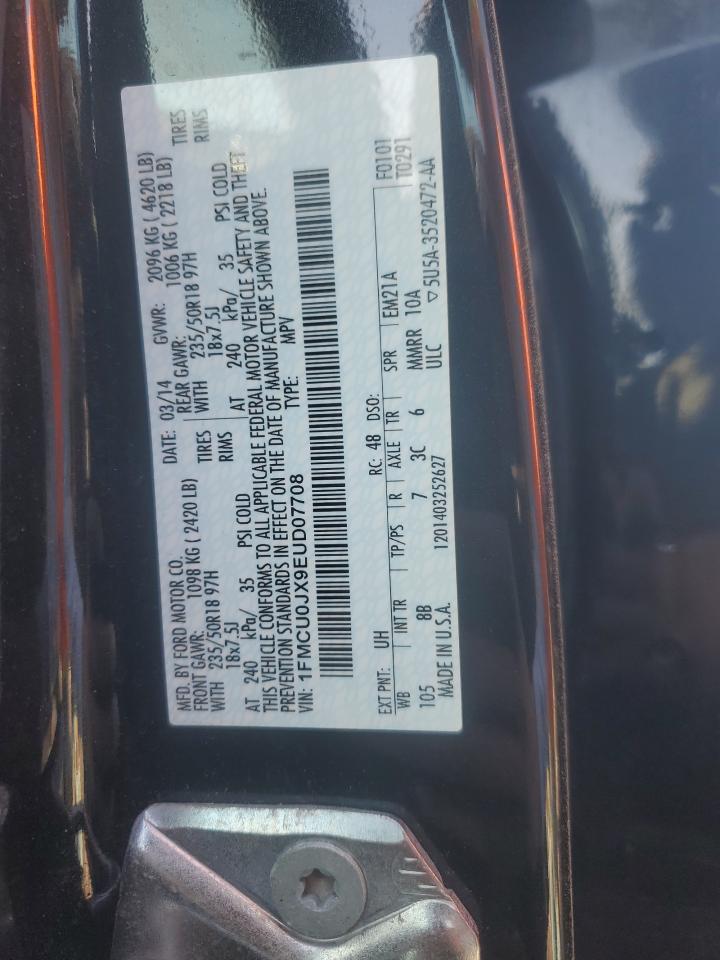 MFD. BY FORD MOTOR CO. DATE: 03/14 GVWR: 2096 KG ( 4620 LB)
FRONT GAWR: 1098 KG ( 2420 LB) REAR GAWR: 1006 KG ( 2218 LB)
WITH 235/50R18 97H TIRES WITH 235/50R18 97H TIRES
18x7.5J RIMS 18x7.5J RIMS
AT 240 kPa/ 35 PSI COLD AT 240 kPa/ 35 PSI COLD
THIS VEHICLE CONFORMS TO ALL APPLICABLE FEDERAL MOTOR VEHICLE SAFETY AND THEFT
PREVENTION STANDARDS IN EFFECT ON THE DATE OF MANUFACTURE SHOWN ABOVE.
VIN: 1FMCU0JX9EUD07708 TYPE: MPV
EXT PNT: UH RC: 48 DSO: F0101
WB INT TR TP/PS R AXLE TR SPR EM21A T0291
105 8B 7 3C 6 MMRR 10A
MADE IN U.S.A. 1201403252627 ULC ▽5U5A-3520472-AA